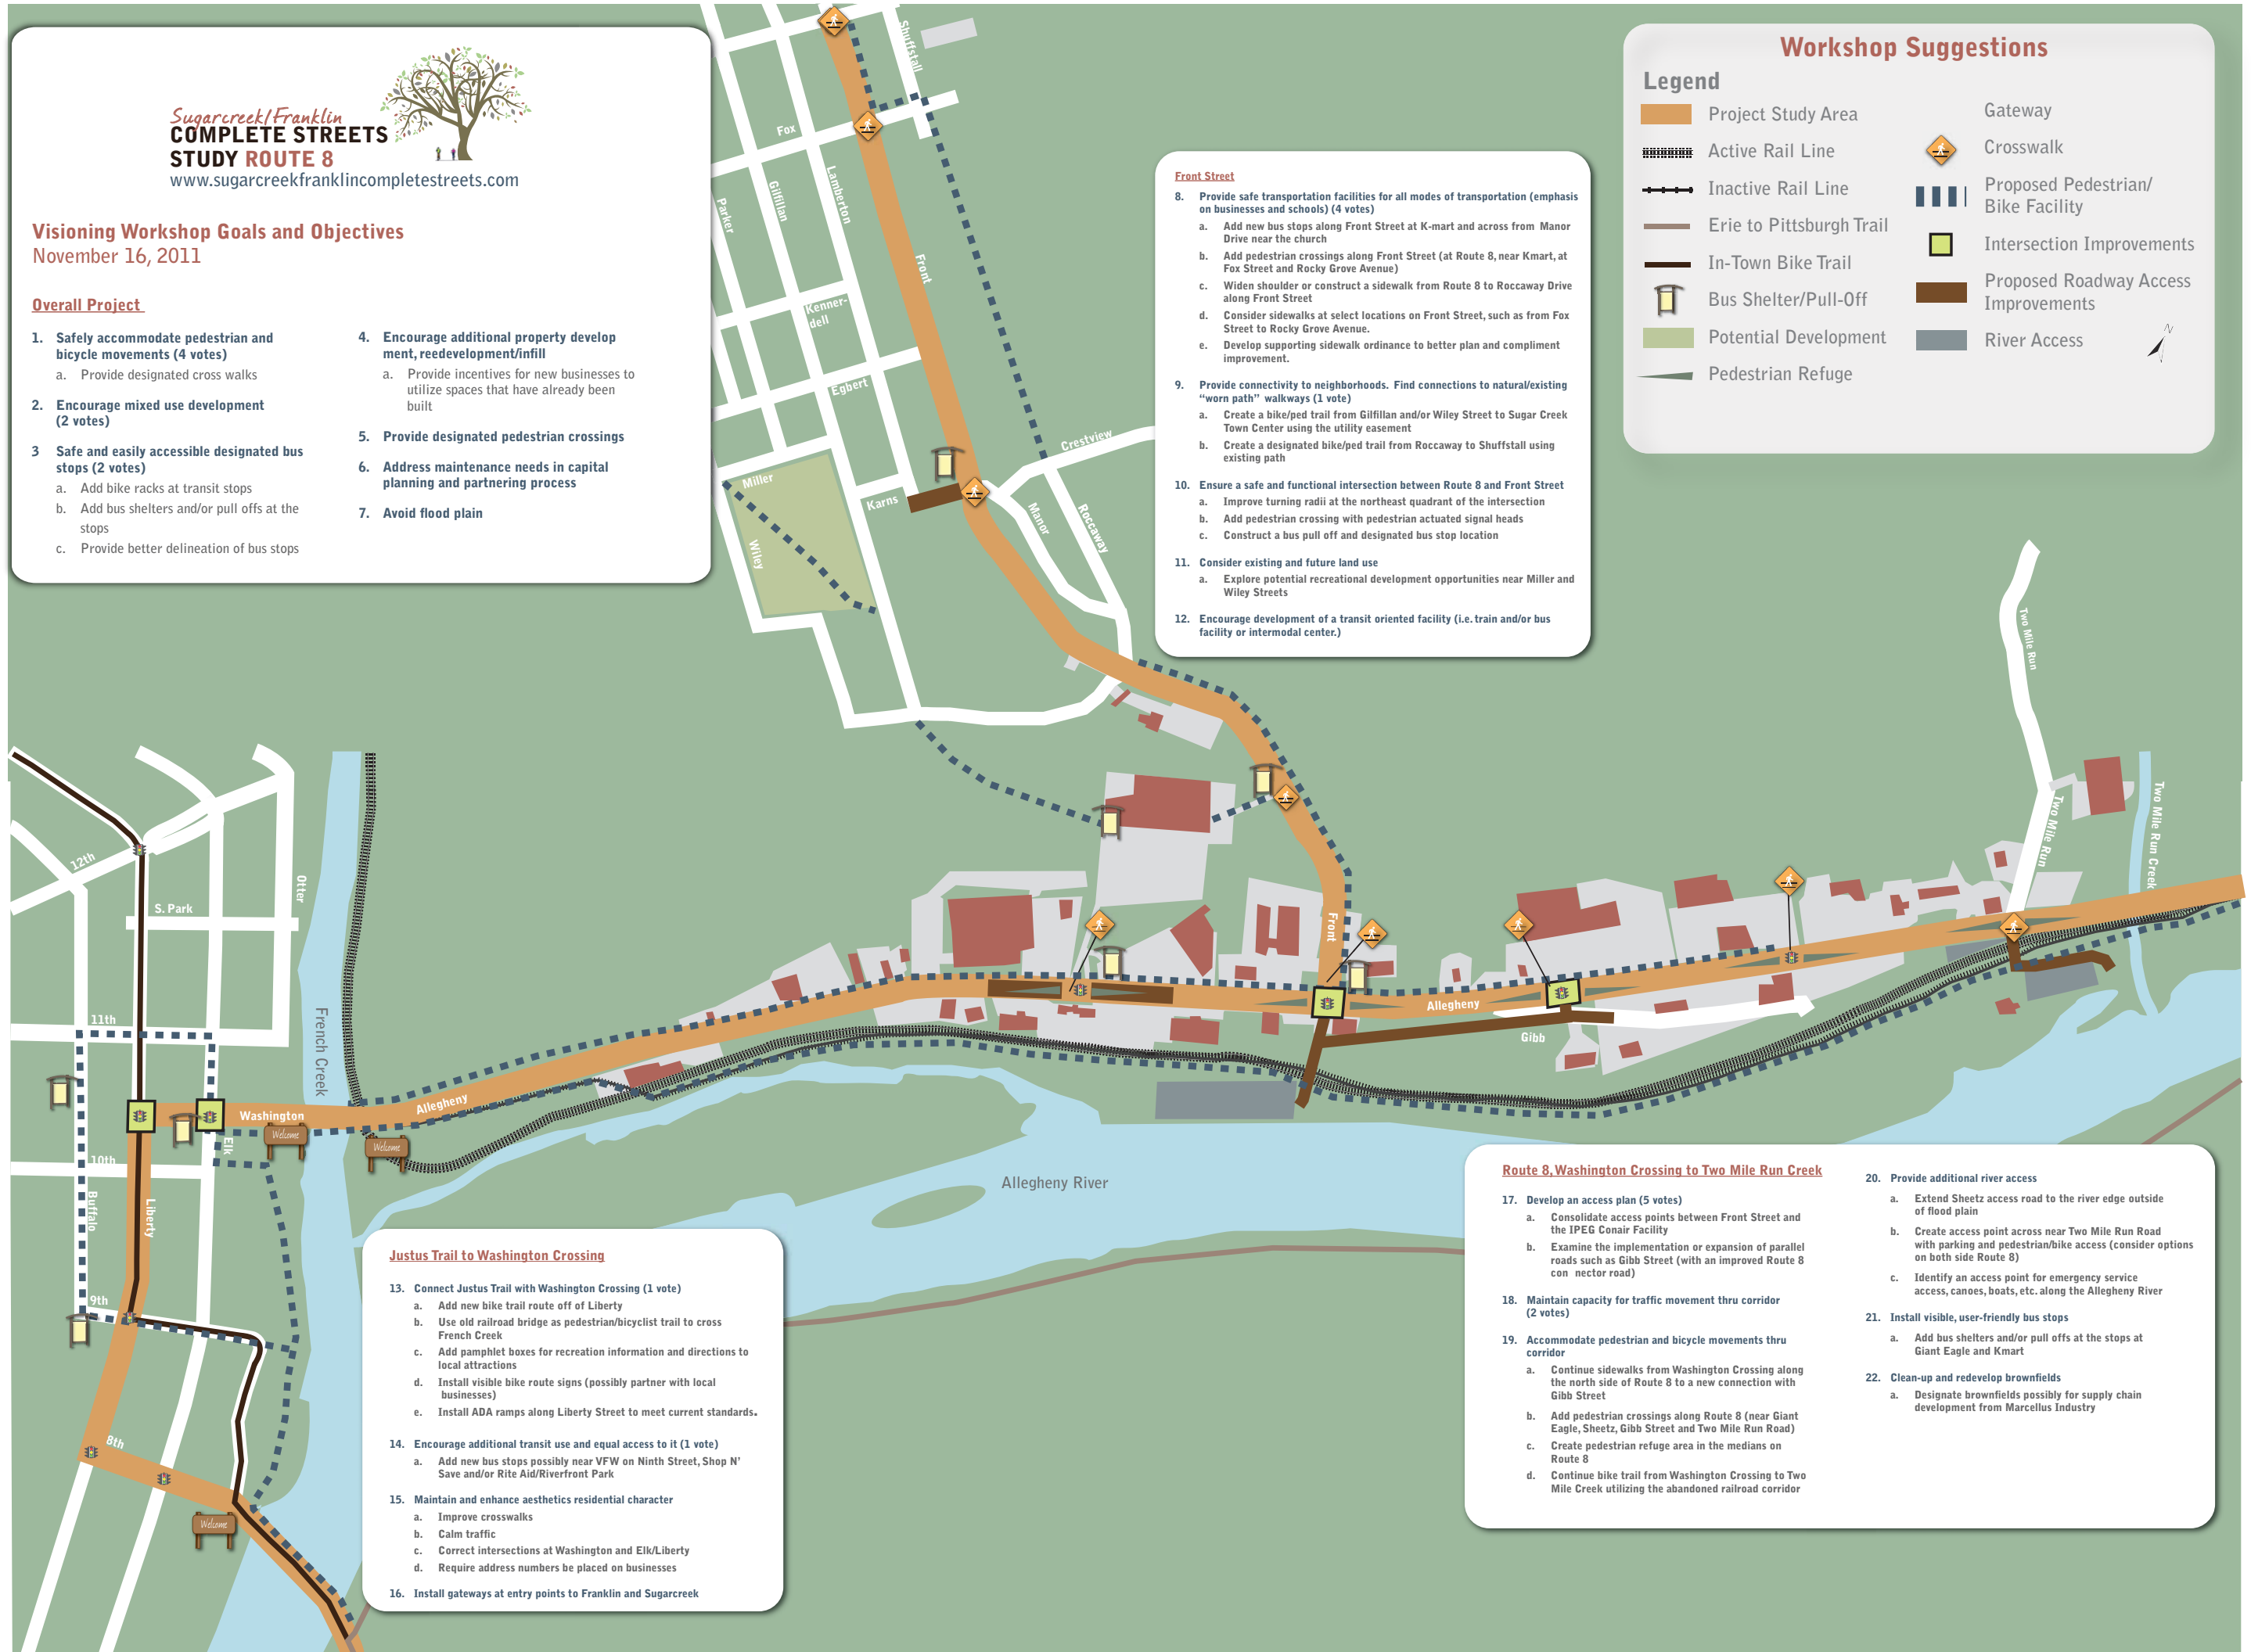 Sugarcreek/Franklin
COMPLETE STREETS
STUDY ROUTE 8
www.sugarcreekfranklincompletestreets.com
Visioning Workshop Goals and Objectives
November 16, 2011
Overall Project
1. Safely accommodate pedestrian and
bicycle movements (4 votes)
a. Provide designated cross walks
2. Encourage mixed use development
(2 votes)
3 Safe and easily accessible designated bus
stops (2 votes)
a. Add bike racks at transit stops
b. Add bus shelters and/or pull offs at the
stops
c. Provide better delineation of bus stops
4. Encourage additional property develop
ment, reedevelopment/infill
a. Provide incentives for new businesses to
utilize spaces that have already been
built
5. Provide designated pedestrian crossings
6. Address maintenance needs in capital
planning and partnering process
7. Avoid flood plain
Workshop Suggestions
Legend
Project Study Area
Active Rail Line
Inactive Rail Line
Erie to Pittsburgh Trail
In-Town Bike Trail
Bus Shelter/Pull-Off
Potential Development
Pedestrian Refuge
Gateway
Crosswalk
Proposed Pedestrian/
Bike Facility
Intersection Improvements
Proposed Roadway Access
Improvements
River Access
N
Front Street
8. Provide safe transportation facilities for all modes of transportation (emphasis
on businesses and schools) (4 votes)
a. Add new bus stops along Front Street at K-mart and across from Manor
Drive near the church
b. Add pedestrian crossings along Front Street (at Route 8, near Kmart, at
Fox Street and Rocky Grove Avenue)
c. Widen shoulder or construct a sidewalk from Route 8 to Roccaway Drive
along Front Street
d. Consider sidewalks at select locations on Front Street, such as from Fox
Street to Rocky Grove Avenue.
e. Develop supporting sidewalk ordinance to better plan and compliment
improvement.
9. Provide connectivity to neighborhoods. Find connections to natural/existing
“worn path” walkways (1 vote)
a. Create a bike/ped trail from Gilfillan and/or Wiley Street to Sugar Creek
Town Center using the utility easement
b. Create a designated bike/ped trail from Roccaway to Shuffstall using
existing path
10. Ensure a safe and functional intersection between Route 8 and Front Street
a. Improve turning radii at the northeast quadrant of the intersection
b. Add pedestrian crossing with pedestrian actuated signal heads
c. Construct a bus pull off and designated bus stop location
11. Consider existing and future land use
a. Explore potential recreational development opportunities near Miller and
Wiley Streets
12. Encourage development of a transit oriented facility (i.e. train and/or bus
facility or intermodal center.)
Shuffstall
Fox
Lamberton
Gilfillan
Parker
Front
Kenner-
dell
Egbert
Crestview
Miller
Karns
Manor
Roccaway
Wiley
Two Mile Run
Two Mile Run
Two Mile Run Creek
12th
Otter
S. Park
Front
11th
French Creek
Allegheny
Gibb
Washington
Allegheny
Welcome
Welcome
Elk
10th
Buffalo
Liberty
Allegheny River
9th
8th
Welcome
Justus Trail to Washington Crossing
13. Connect Justus Trail with Washington Crossing (1 vote)
a. Add new bike trail route off of Liberty
b. Use old railroad bridge as pedestrian/bicyclist trail to cross
French Creek
c. Add pamphlet boxes for recreation information and directions to
local attractions
d. Install visible bike route signs (possibly partner with local
businesses)
e. Install ADA ramps along Liberty Street to meet current standards.
14. Encourage additional transit use and equal access to it (1 vote)
a. Add new bus stops possibly near VFW on Ninth Street, Shop N’
Save and/or Rite Aid/Riverfront Park
15. Maintain and enhance aesthetics residential character
a. Improve crosswalks
b. Calm traffic
c. Correct intersections at Washington and Elk/Liberty
d. Require address numbers be placed on businesses
16. Install gateways at entry points to Franklin and Sugarcreek
Route 8, Washington Crossing to Two Mile Run Creek
17. Develop an access plan (5 votes)
a. Consolidate access points between Front Street and
the IPEG Conair Facility
b. Examine the implementation or expansion of parallel
roads such as Gibb Street (with an improved Route 8
con nector road)
18. Maintain capacity for traffic movement thru corridor
(2 votes)
19. Accommodate pedestrian and bicycle movements thru
corridor
a. Continue sidewalks from Washington Crossing along
the north side of Route 8 to a new connection with
Gibb Street
b. Add pedestrian crossings along Route 8 (near Giant
Eagle, Sheetz, Gibb Street and Two Mile Run Road)
c. Create pedestrian refuge area in the medians on
Route 8
d. Continue bike trail from Washington Crossing to Two
Mile Creek utilizing the abandoned railroad corridor
20. Provide additional river access
a. Extend Sheetz access road to the river edge outside
of flood plain
b. Create access point across near Two Mile Run Road
with parking and pedestrian/bike access (consider options
on both side Route 8)
c. Identify an access point for emergency service
access, canoes, boats, etc. along the Allegheny River
21. Install visible, user-friendly bus stops
a. Add bus shelters and/or pull offs at the stops at
Giant Eagle and Kmart
22. Clean-up and redevelop brownfields
a. Designate brownfields possibly for supply chain
development from Marcellus Industry